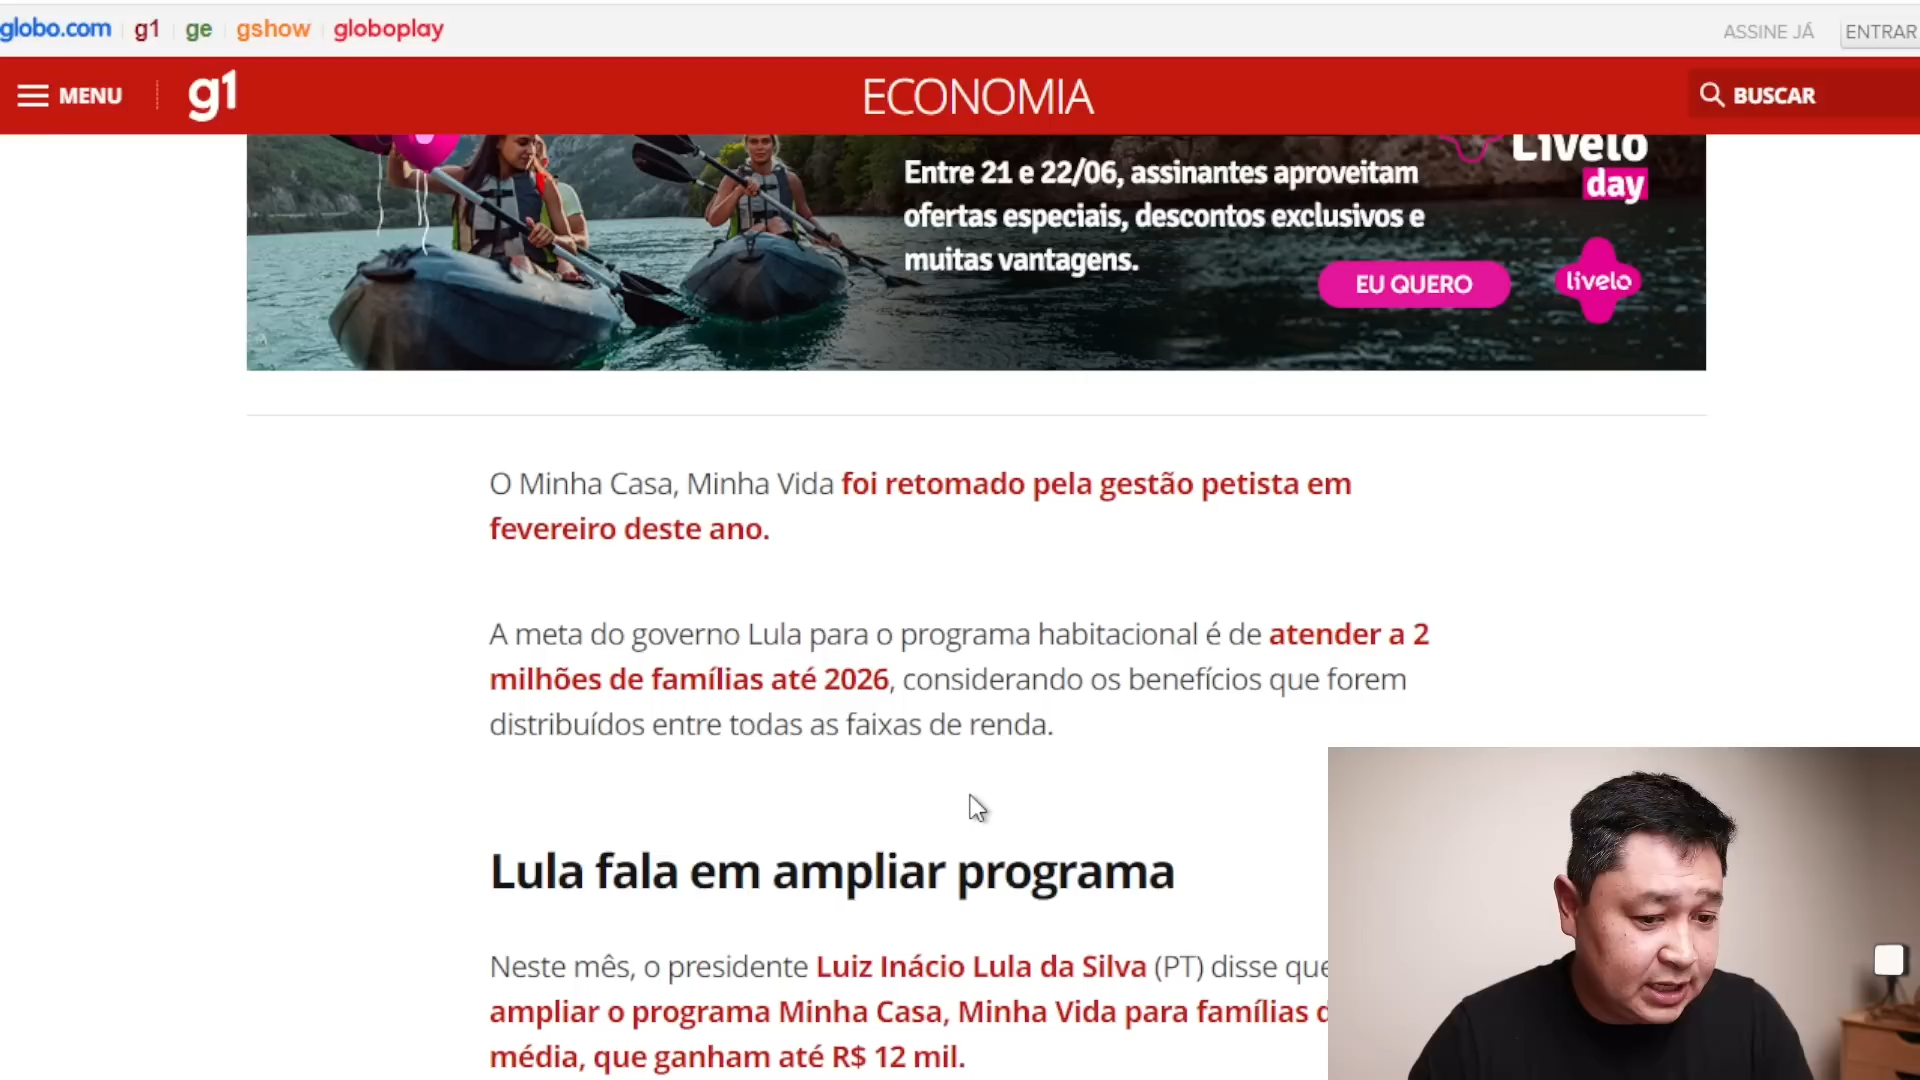 globo.com g1 ge gshow globoplay ASSINE JÁ ENTRAR
MENU g1 ECONOMIA BUSCAR
Entre 21 e 22/06, assinantes aproveitam
ofertas especiais, descontos exclusivos e
muitas vantagens.
EU QUERO
Livelo
day
livelo
O Minha Casa, Minha Vida foi retomado pela gestão petista em
fevereiro deste ano.
A meta do governo Lula para o programa habitacional é de atender a 2
milhões de famílias até 2026, considerando os benefícios que forem
distribuídos entre todas as faixas de renda.
Lula fala em ampliar programa
Neste mês, o presidente Luiz Inácio Lula da Silva (PT) disse que
ampliar o programa Minha Casa, Minha Vida para famílias
média, que ganham até R$ 12 mil.